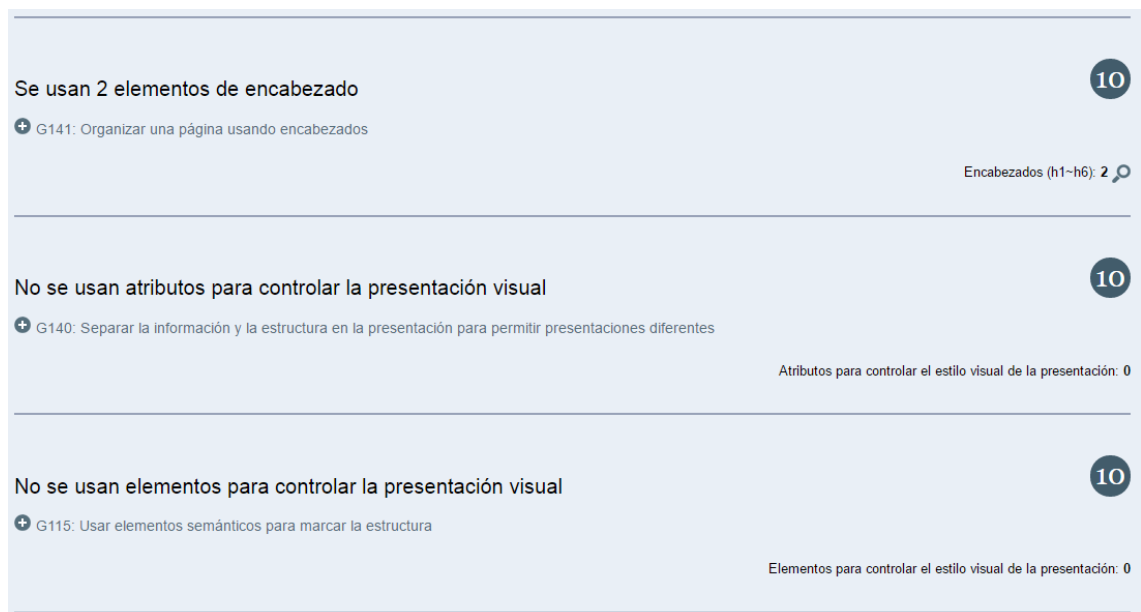 10
Se usan 2 elementos de encabezado
G141: Organizar una página usando encabezados
Encabezados (h1~h6): 2
10
No se usan atributos para controlar la presentación visual
G140: Separar la información y la estructura en la presentación para permitir presentaciones diferentes
Atributos para controlar el estilo visual de la presentación: 0
10
No se usan elementos para controlar la presentación visual
G115: Usar elementos semánticos para marcar la estructura
Elementos para controlar el estilo visual de la presentación: 0